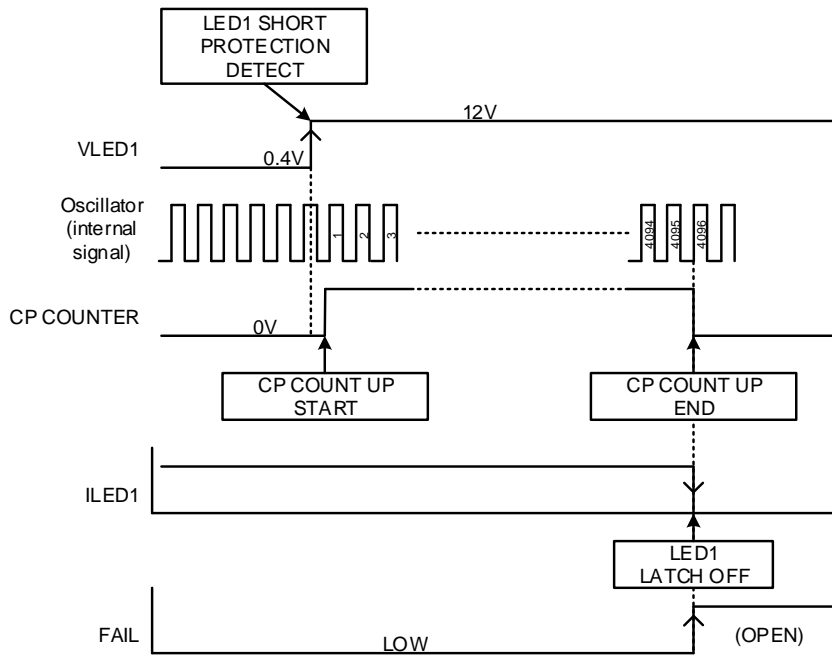 LED1 SHORT
PROTECTION
DETECT
12V
VLED1
0.4V
Oscillator
(internal
signal)
1
2
3
4094
4095
4096
CP COUNTER
0V
CP COUNT UP
START
CP COUNT UP
END
ILED1
LED1
LATCH OFF
FAIL
LOW
(OPEN)